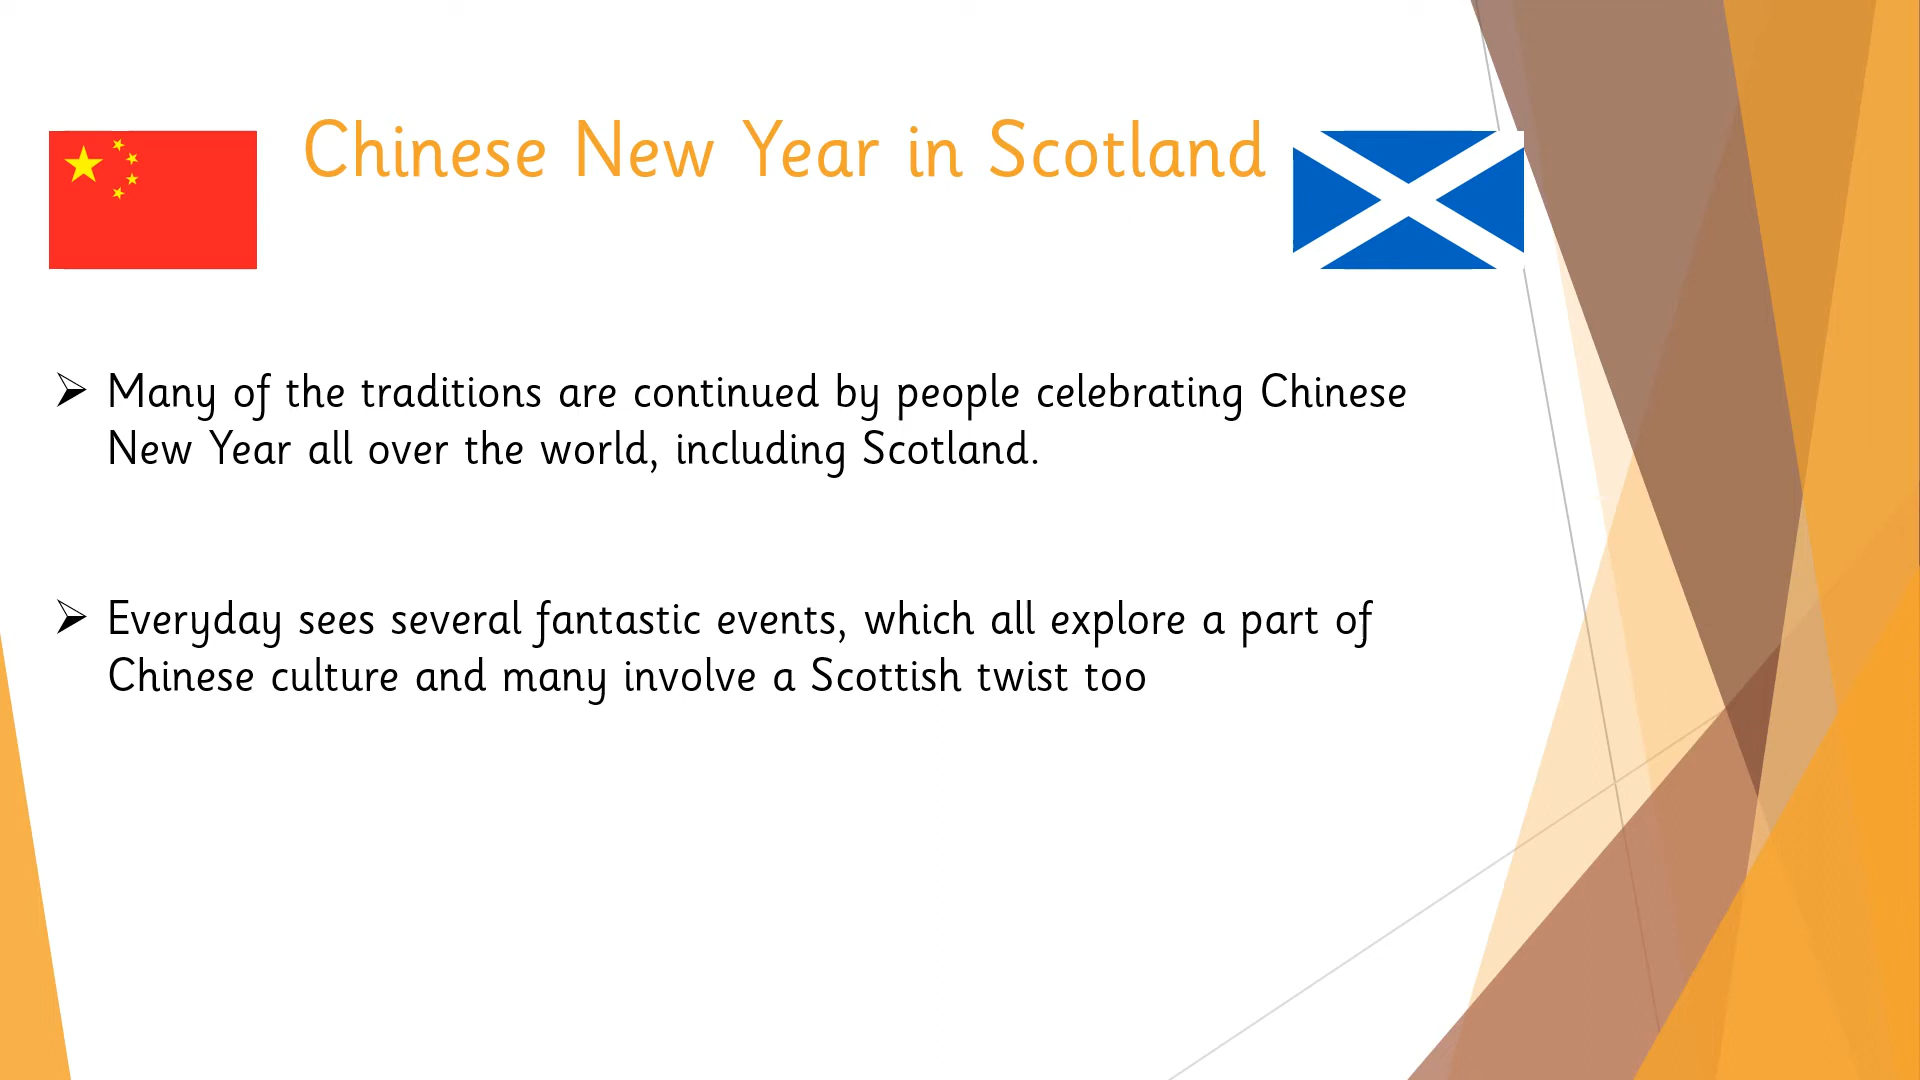 Chinese New Year in Scotland
Many of the traditions are continued by people celebrating Chinese
New Year all over the world, including Scotland.
Everyday sees several fantastic events, which all explore a part of
Chinese culture and many involve a Scottish twist too